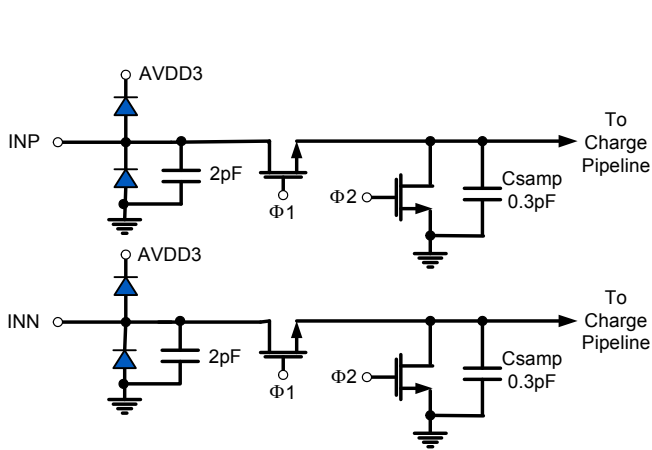 AVDD3
INP
2pF
Φ1
Φ2
Csamp
0.3pF
To
Charge
Pipeline
AVDD3
INN
2pF
Φ1
Φ2
Csamp
0.3pF
To
Charge
Pipeline